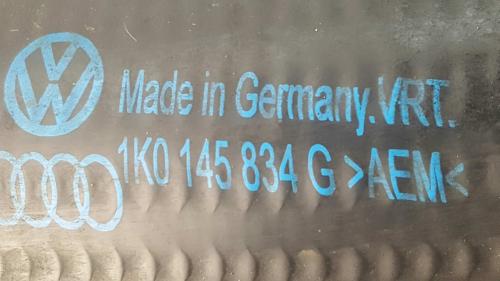 Made in Germany.VRT.
1K0 145 834 G >AEM<